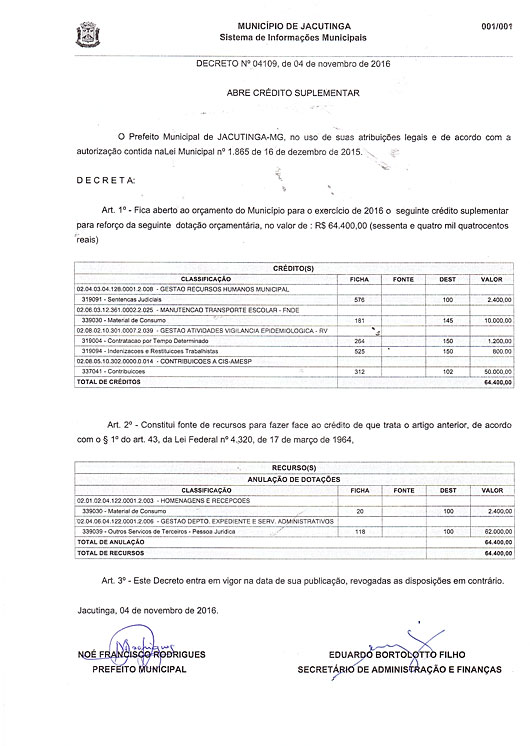 MUNICÍPIO DE JACUTINGA
001/001
Sistema de Informações Municipais
DECRETO Nº 04109, de 04 de novembro de 2016
ABRE CRÉDITO SUPLEMENTAR
O Prefeito Municipal de JACUTINGA-MG, no uso de suas atribuições legais e de acordo com a
autorização contida naLei Municipal nº 1.865 de 16 de dezembro de 2015.
D E C R E T A:
Art. 1º - Fica aberto ao orçamento do Município para o exercício de 2016 o seguinte crédito suplementar
para reforço da seguinte dotação orçamentária, no valor de : R$ 64.400,00 (sessenta e quatro mil quatrocentos
reais)
CRÉDITO(S)
CLASSIFICAÇÃO FICHA FONTE DEST VALOR
02.04.03.04.128.0001.2.008 - GESTAO RECURSOS HUMANOS MUNICIPAL
319091 - Sentencas Judiciais 576 100 2.400,00
02.06.03.12.361.0002.2.025 - MANUTENCAO TRANSPORTE ESCOLAR - FNDE
339030 - Material de Consumo 181 145 10.000,00
02.08.02.10.301.0007.2.039 - GESTAO ATIVIDADES VIGILANCIA EPIDEMIOLOGICA - RV
319004 - Contratacao por Tempo Determinado 264 150 1.200,00
319094 - Indenizacoes e Restituicoes Trabalhistas 525 150 800,00
02.08.05.10.302.0000.0.014 - CONTRIBUICOES A CIS-AMESP
337041 - Contribuicoes 312 102 50.000,00
TOTAL DE CRÉDITOS 64.400,00
Art. 2º - Constitui fonte de recursos para fazer face ao crédito de que trata o artigo anterior, de acordo
com o § 1º do art. 43, da Lei Federal nº 4.320, de 17 de março de 1964,
RECURSO(S)
ANULAÇÃO DE DOTAÇÕES
CLASSIFICAÇÃO FICHA FONTE DEST VALOR
02.01.02.04.122.0001.2.003 - HOMENAGENS E RECEPCOES
339030 - Material de Consumo 20 100 2.400,00
02.04.06.04.122.0001.2.006 - GESTAO DEPTO. EXPEDIENTE E SERV. ADMINISTRATIVOS
339039 - Outros Servicos de Terceiros - Pessoa Juridica 118 100 62.000,00
TOTAL DE ANULAÇÃO 64.400,00
TOTAL DE RECURSOS 64.400,00
Art. 3º - Este Decreto entra em vigor na data de sua publicação, revogadas as disposições em contrário.
Jacutinga, 04 de novembro de 2016.
NOÉ FRANCISCO RODRIGUES EDUARDO BORTOLOTTO FILHO
PREFEITO MUNICIPAL SECRETÁRIO DE ADMINISTRAÇÃO E FINANÇAS